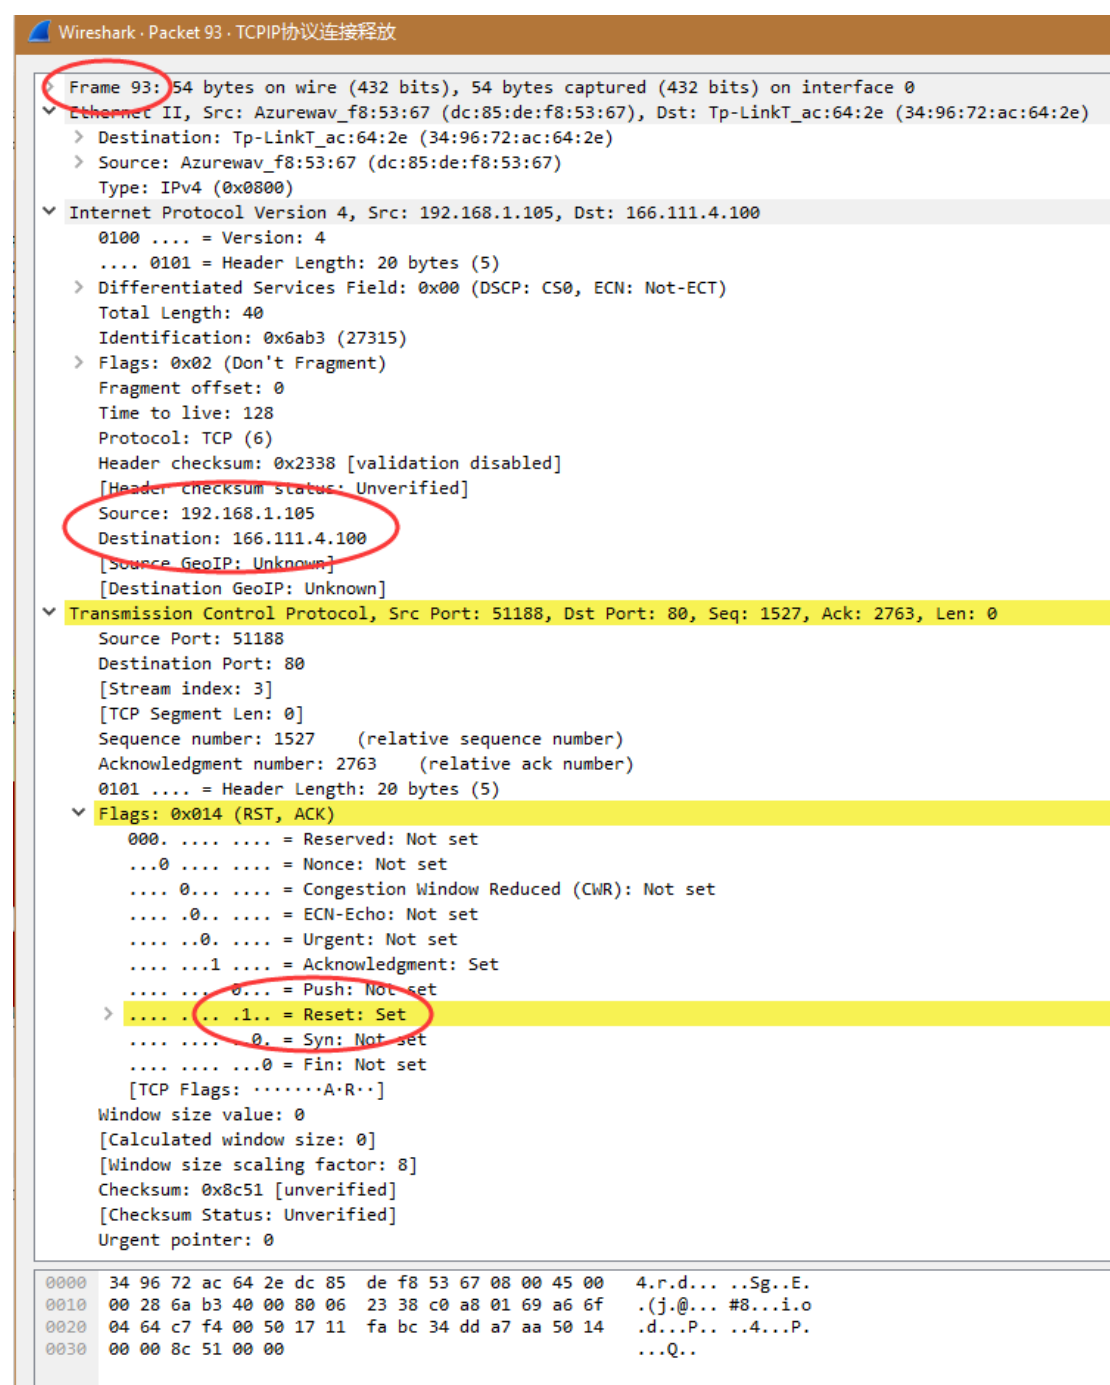 Wireshark · Packet 93 · TCPIP协议连接释放
Frame 93: 54 bytes on wire (432 bits), 54 bytes captured (432 bits) on interface 0
Ethernet II, Src: Azurewav_f8:53:67 (dc:85:de:f8:53:67), Dst: Tp-LinkT_ac:64:2e (34:96:72:ac:64:2e)
Destination: Tp-LinkT_ac:64:2e (34:96:72:ac:64:2e)
Source: Azurewav_f8:53:67 (dc:85:de:f8:53:67)
Type: IPv4 (0x0800)
Internet Protocol Version 4, Src: 192.168.1.105, Dst: 166.111.4.100
0100 .... = Version: 4
.... 0101 = Header Length: 20 bytes (5)
Differentiated Services Field: 0x00 (DSCP: CS0, ECN: Not-ECT)
Total Length: 40
Identification: 0x6ab3 (27315)
Flags: 0x02 (Don't Fragment)
Fragment offset: 0
Time to live: 128
Protocol: TCP (6)
Header checksum: 0x2338 [validation disabled]
[Header checksum status: Unverified]
Source: 192.168.1.105
Destination: 166.111.4.100
[Source GeoIP: Unknown]
[Destination GeoIP: Unknown]
Transmission Control Protocol, Src Port: 51188, Dst Port: 80, Seq: 1527, Ack: 2763, Len: 0
Source Port: 51188
Destination Port: 80
[Stream index: 3]
[TCP Segment Len: 0]
Sequence number: 1527    (relative sequence number)
Acknowledgment number: 2763    (relative ack number)
0101 .... = Header Length: 20 bytes (5)
Flags: 0x014 (RST, ACK)
000. .... .... = Reserved: Not set
...0 .... .... = Nonce: Not set
.... 0... .... = Congestion Window Reduced (CWR): Not set
.... .0.. .... = ECN-Echo: Not set
.... ..0. .... = Urgent: Not set
.... ...1 .... = Acknowledgment: Set
.... .... 0... = Push: Not set
.... .... .1.. = Reset: Set
.... .... ..0. = Syn: Not set
.... .... ...0 = Fin: Not set
[TCP Flags: ·······A·R··]
Window size value: 0
[Calculated window size: 0]
[Window size scaling factor: 8]
Checksum: 0x8c51 [unverified]
[Checksum Status: Unverified]
Urgent pointer: 0
0000  34 96 72 ac 64 2e dc 85  de f8 53 67 08 00 45 00   4.r.d... ..Sg..E.
0010  00 28 6a b3 40 00 80 06  23 38 c0 a8 01 69 a6 6f   .(j.@... #8...i.o
0020  04 64 c7 f4 00 50 17 11  fa bc 34 dd a7 aa 50 14   .d...P.. ..4...P.
0030  00 00 8c 51 00 00                                  ...Q..